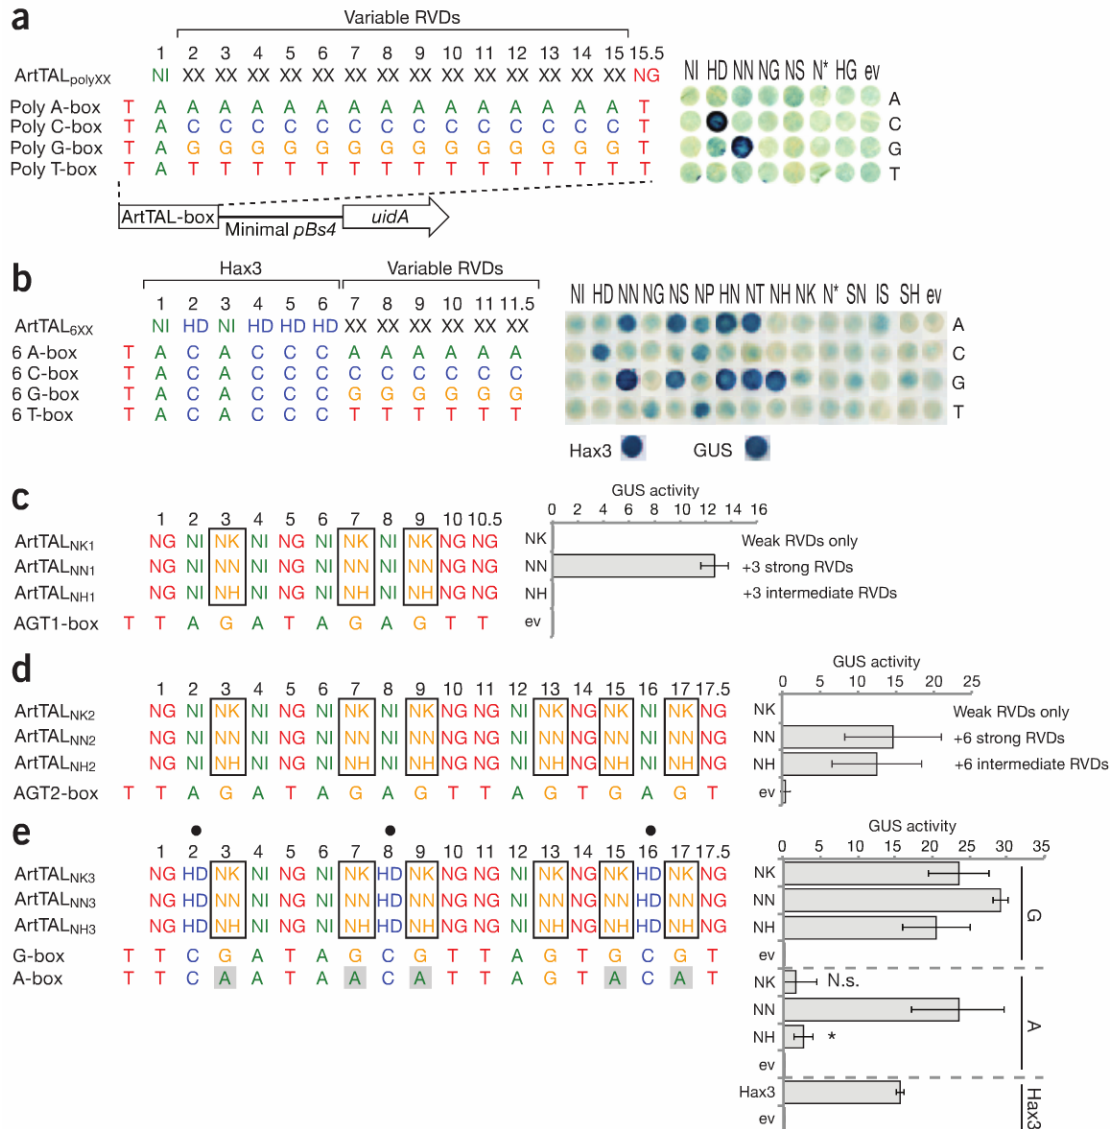 a
Variable RVDs
1 2 3 4 5 6 7 8 9 10 11 12 13 14 15 15.5
ArtTALpolyXX NI XX XX XX XX XX XX XX XX XX XX XX XX XX XX NG
Poly A-box T A A A A A A A A A A A A A A A T
Poly C-box T A C C C C C C C C C C C C C C T
Poly G-box T A G G G G G G G G G G G G G G T
Poly T-box T A T T T T T T T T T T T T T T T
NI HD NN NG NS N* HG ev
A
C
G
T
ArtTAL-box
Minimal pBs4
uidA
b
Hax3 Variable RVDs
1 2 3 4 5 6 7 8 9 10 11 11.5
ArtTAL6XX NI HD NI HD HD HD XX XX XX XX XX XX
6 A-box T A C A C C C A A A A A A
6 C-box T A C A C C C C C C C C C
6 G-box T A C A C C C G G G G G G
6 T-box T A C A C C C T T T T T T
NI HD NN NG NS NP HN NT NH NK N* SN IS SH ev
A
C
G
T
Hax3 GUS
c
1 2 3 4 5 6 7 8 9 10 10.5
ArtTALNK1 NG NI NK NI NG NI NK NI NK NG NG
ArtTALNN1 NG NI NN NI NG NI NN NI NN NG NG
ArtTALNH1 NG NI NH NI NG NI NH NI NH NG NG
AGT1-box T T A G A T A G A G T T
GUS activity
0 2 4 6 8 10 12 14 16
NK Weak RVDs only
NN +3 strong RVDs
NH +3 intermediate RVDs
ev
d
1 2 3 4 5 6 7 8 9 10 11 12 13 14 15 16 17 17.5
ArtTALNK2 NG NI NK NI NG NI NK NI NK NG NG NI NK NG NK NI NK NG
ArtTALNN2 NG NI NN NI NG NI NN NI NN NG NG NI NN NG NN NI NN NG
ArtTALNH2 NG NI NH NI NG NI NH NI NH NG NG NI NH NG NH NI NH NG
AGT2-box T T A G A T A G A G T T A G T G A G T
GUS activity
0 5 10 15 20 25
NK Weak RVDs only
NN +6 strong RVDs
NH +6 intermediate RVDs
ev
e
1 2 3 4 5 6 7 8 9 10 11 12 13 14 15 16 17 17.5
ArtTALNK3 NG HD NK NI NG NI NK HD NK NG NG NI NK NG NK HD NK NG
ArtTALNN3 NG HD NN NI NG NI NN HD NN NG NG NI NN NG NN HD NN NG
ArtTALNH3 NG HD NH NI NG NI NH HD NH NG NG NI NH NG NH HD NH NG
G-box T T C G A T A G C G T T A G T G C G T
A-box T T C A A T A A C A T T A G T A C A T
GUS activity
0 5 10 15 20 25 30 35
NK
NN
NH
ev
G
NK N.s.
NN
NH *
ev
A
Hax3
ev
Hax3